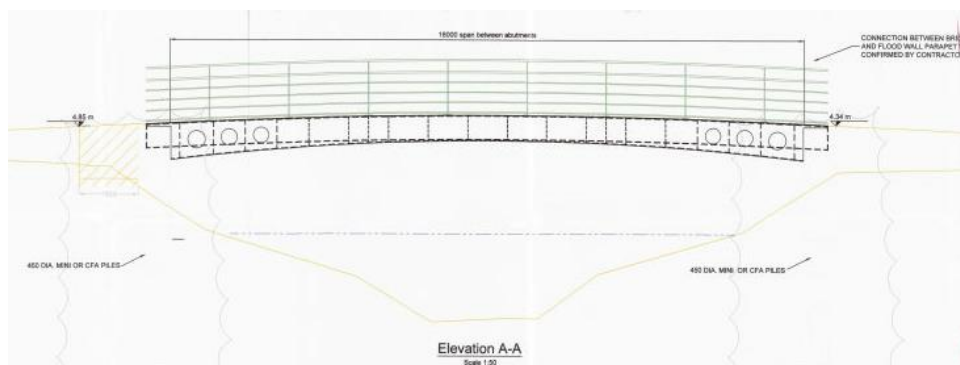 16000 span between abutments
CONNECTION BETWEEN BRI
AND FLOOD WALL PARAPET
CONFIRMED BY CONTRACTO
4.85 m
4.34 m
450 DIA. MINI OR CFA PILES
450 DIA. MINI OR CFA PILES
Elevation A-A
Scale 1:50